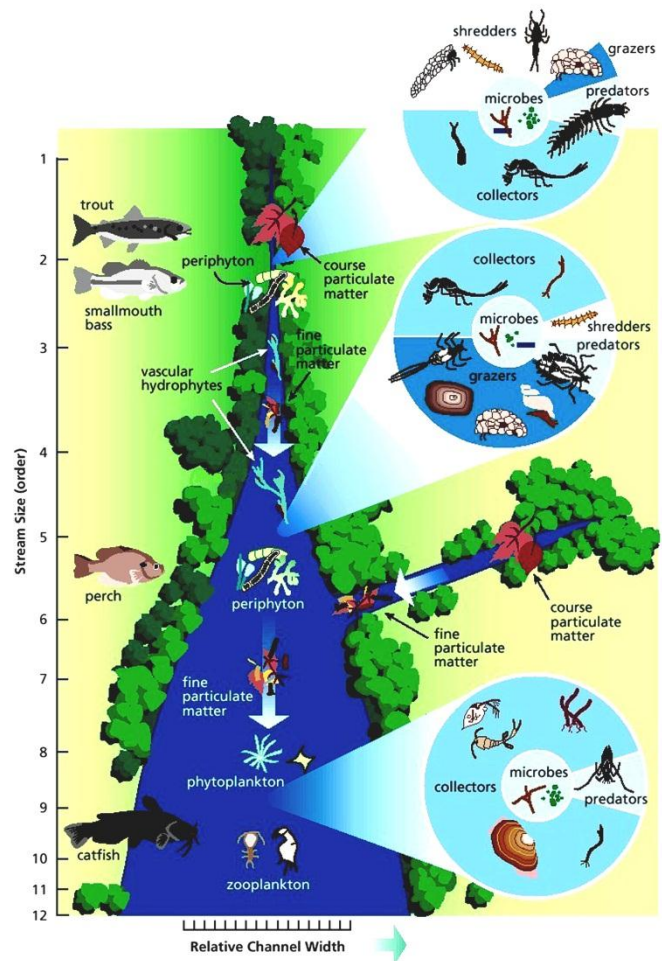 shredders
grazers
predators
microbes
collectors
1
trout
2
periphyton
course
particulate
matter
smallmouth
bass
collectors
microbes
shredders
predators
grazers
3
fine
particulate
matter
vascular
hydrophytes
4
Stream Size (order)
5
perch
periphyton
course
particulate
matter
6
fine
particulate
matter
7
fine
particulate
matter
8
phytoplankton
collectors
microbes
predators
9
catfish
10
zooplankton
11
12
Relative Channel Width